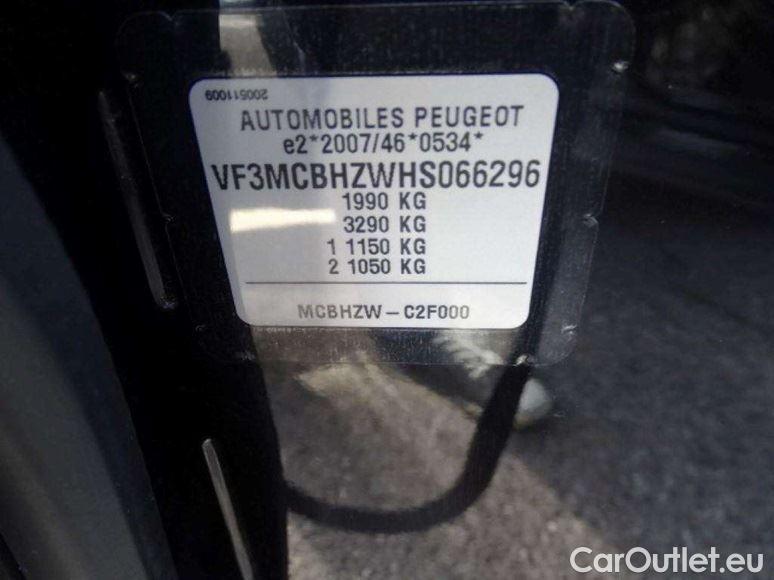 200511009
AUTOMOBILES PEUGEOT
e2*2007/46*0534*
VF3MCBHZWHS066296
1990 KG
3290 KG
1 1150 KG
2 1050 KG
MCBHZW – C2F000
CarOutlet.eu